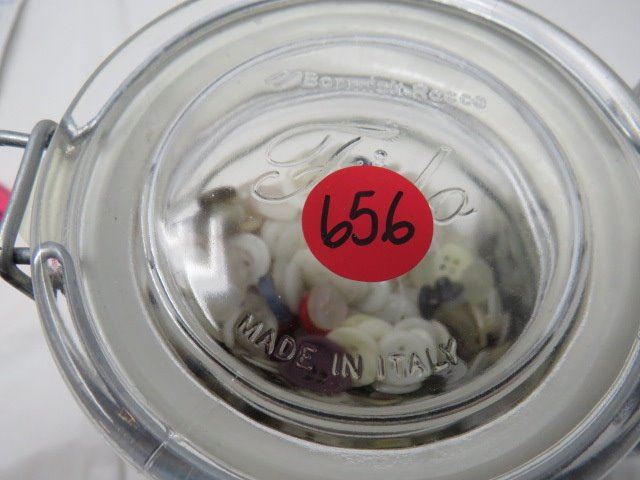 Bormioli Rocco
Fido
656
MADE IN ITALY